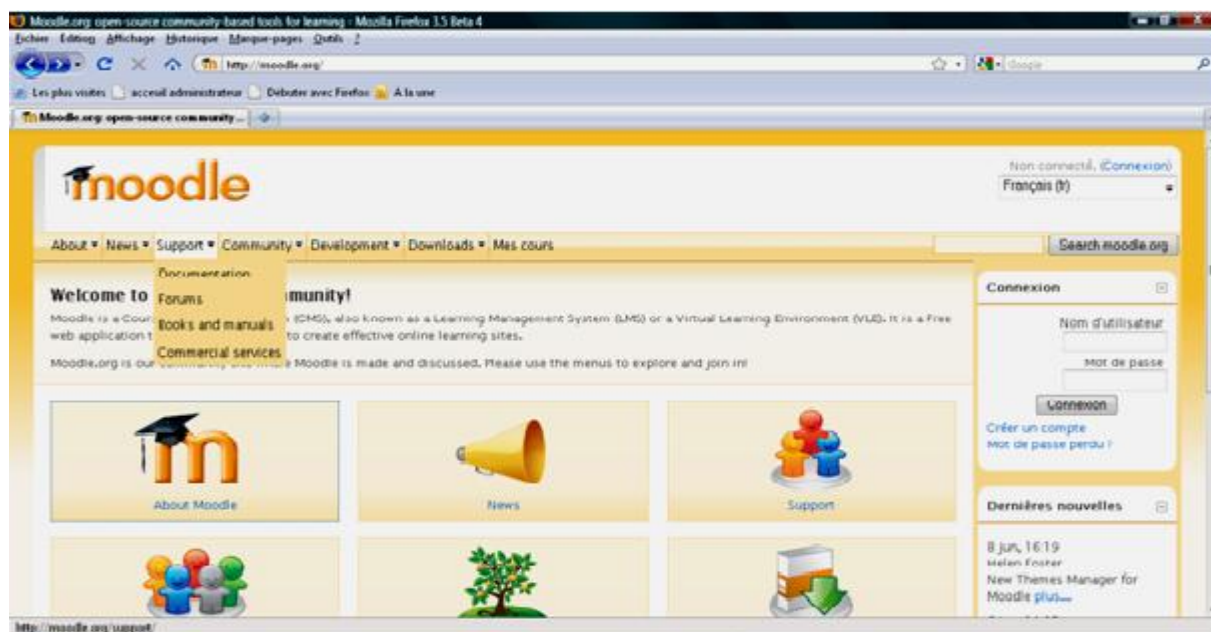 Moodle.org: open-source community-based tools for learning - Mozilla Firefox 3.5 Beta 4
Fichier Édition Affichage Historique Marque-pages Outils ?
http://moodle.org/
Google
Les plus visités acceuil administrateur Debuter avec Firefox A la une
Moodle.org: open-source community ...
moodle
Non connecté. (Connexion)
Français (fr)
About News Support Community Development Downloads Mes cours
Search moodle.org
Documentation
Forums
Books and manuals
Commercial services
Welcome to munity!
Moodle is a Cour (CMS), also known as a Learning Management System (LMS) or a Virtual Learning Environment (VLE). It is a Free
web application t to create effective online learning sites.
Moodle.org is our Moodle is made and discussed. Please use the menus to explore and join in!
About Moodle
News
Support
Connexion
Nom d'utilisateur
Mot de passe
Connexion
Créer un compte
Mot de passe perdu ?
Dernières nouvelles
8 jun, 16:19
Helen Foster
New Themes Manager for
Moodle plus...
http://moodle.org/support/